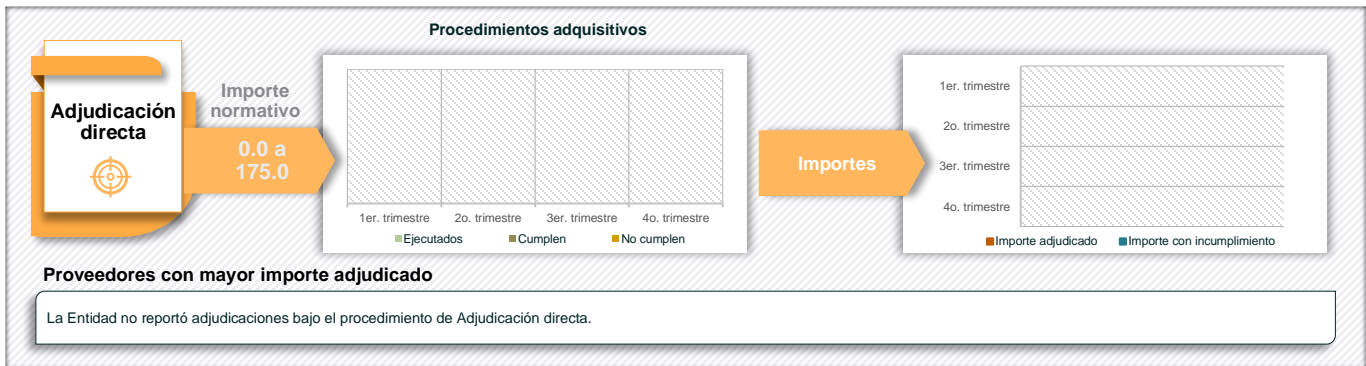 Procedimientos adquisitivos
Adjudicación
directa
Importe
normativo
0.0 a
175.0
1er. trimestre
2o. trimestre
3er. trimestre
4o. trimestre
Ejecutados
Cumplen
No cumplen
Importes
1er. trimestre
2o. trimestre
3er. trimestre
4o. trimestre
Importe adjudicado
Importe con incumplimiento
Proveedores con mayor importe adjudicado
La Entidad no reportó adjudicaciones bajo el procedimiento de Adjudicación directa.